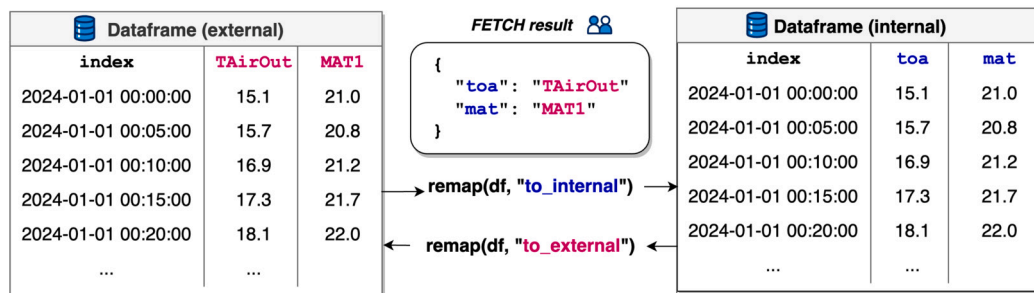 Dataframe (external)
index TAirOut MAT1
2024-01-01 00:00:00 15.1 21.0
2024-01-01 00:05:00 15.7 20.8
2024-01-01 00:10:00 16.9 21.2
2024-01-01 00:15:00 17.3 21.7
2024-01-01 00:20:00 18.1 22.0
... ... ...
FETCH result
{
"toa": "TAirOut"
"mat": "MAT1"
}
remap(df, "to_internal")
remap(df, "to_external")
Dataframe (internal)
index toa mat
2024-01-01 00:00:00 15.1 21.0
2024-01-01 00:05:00 15.7 20.8
2024-01-01 00:10:00 16.9 21.2
2024-01-01 00:15:00 17.3 21.7
2024-01-01 00:20:00 18.1 22.0
... ... ...